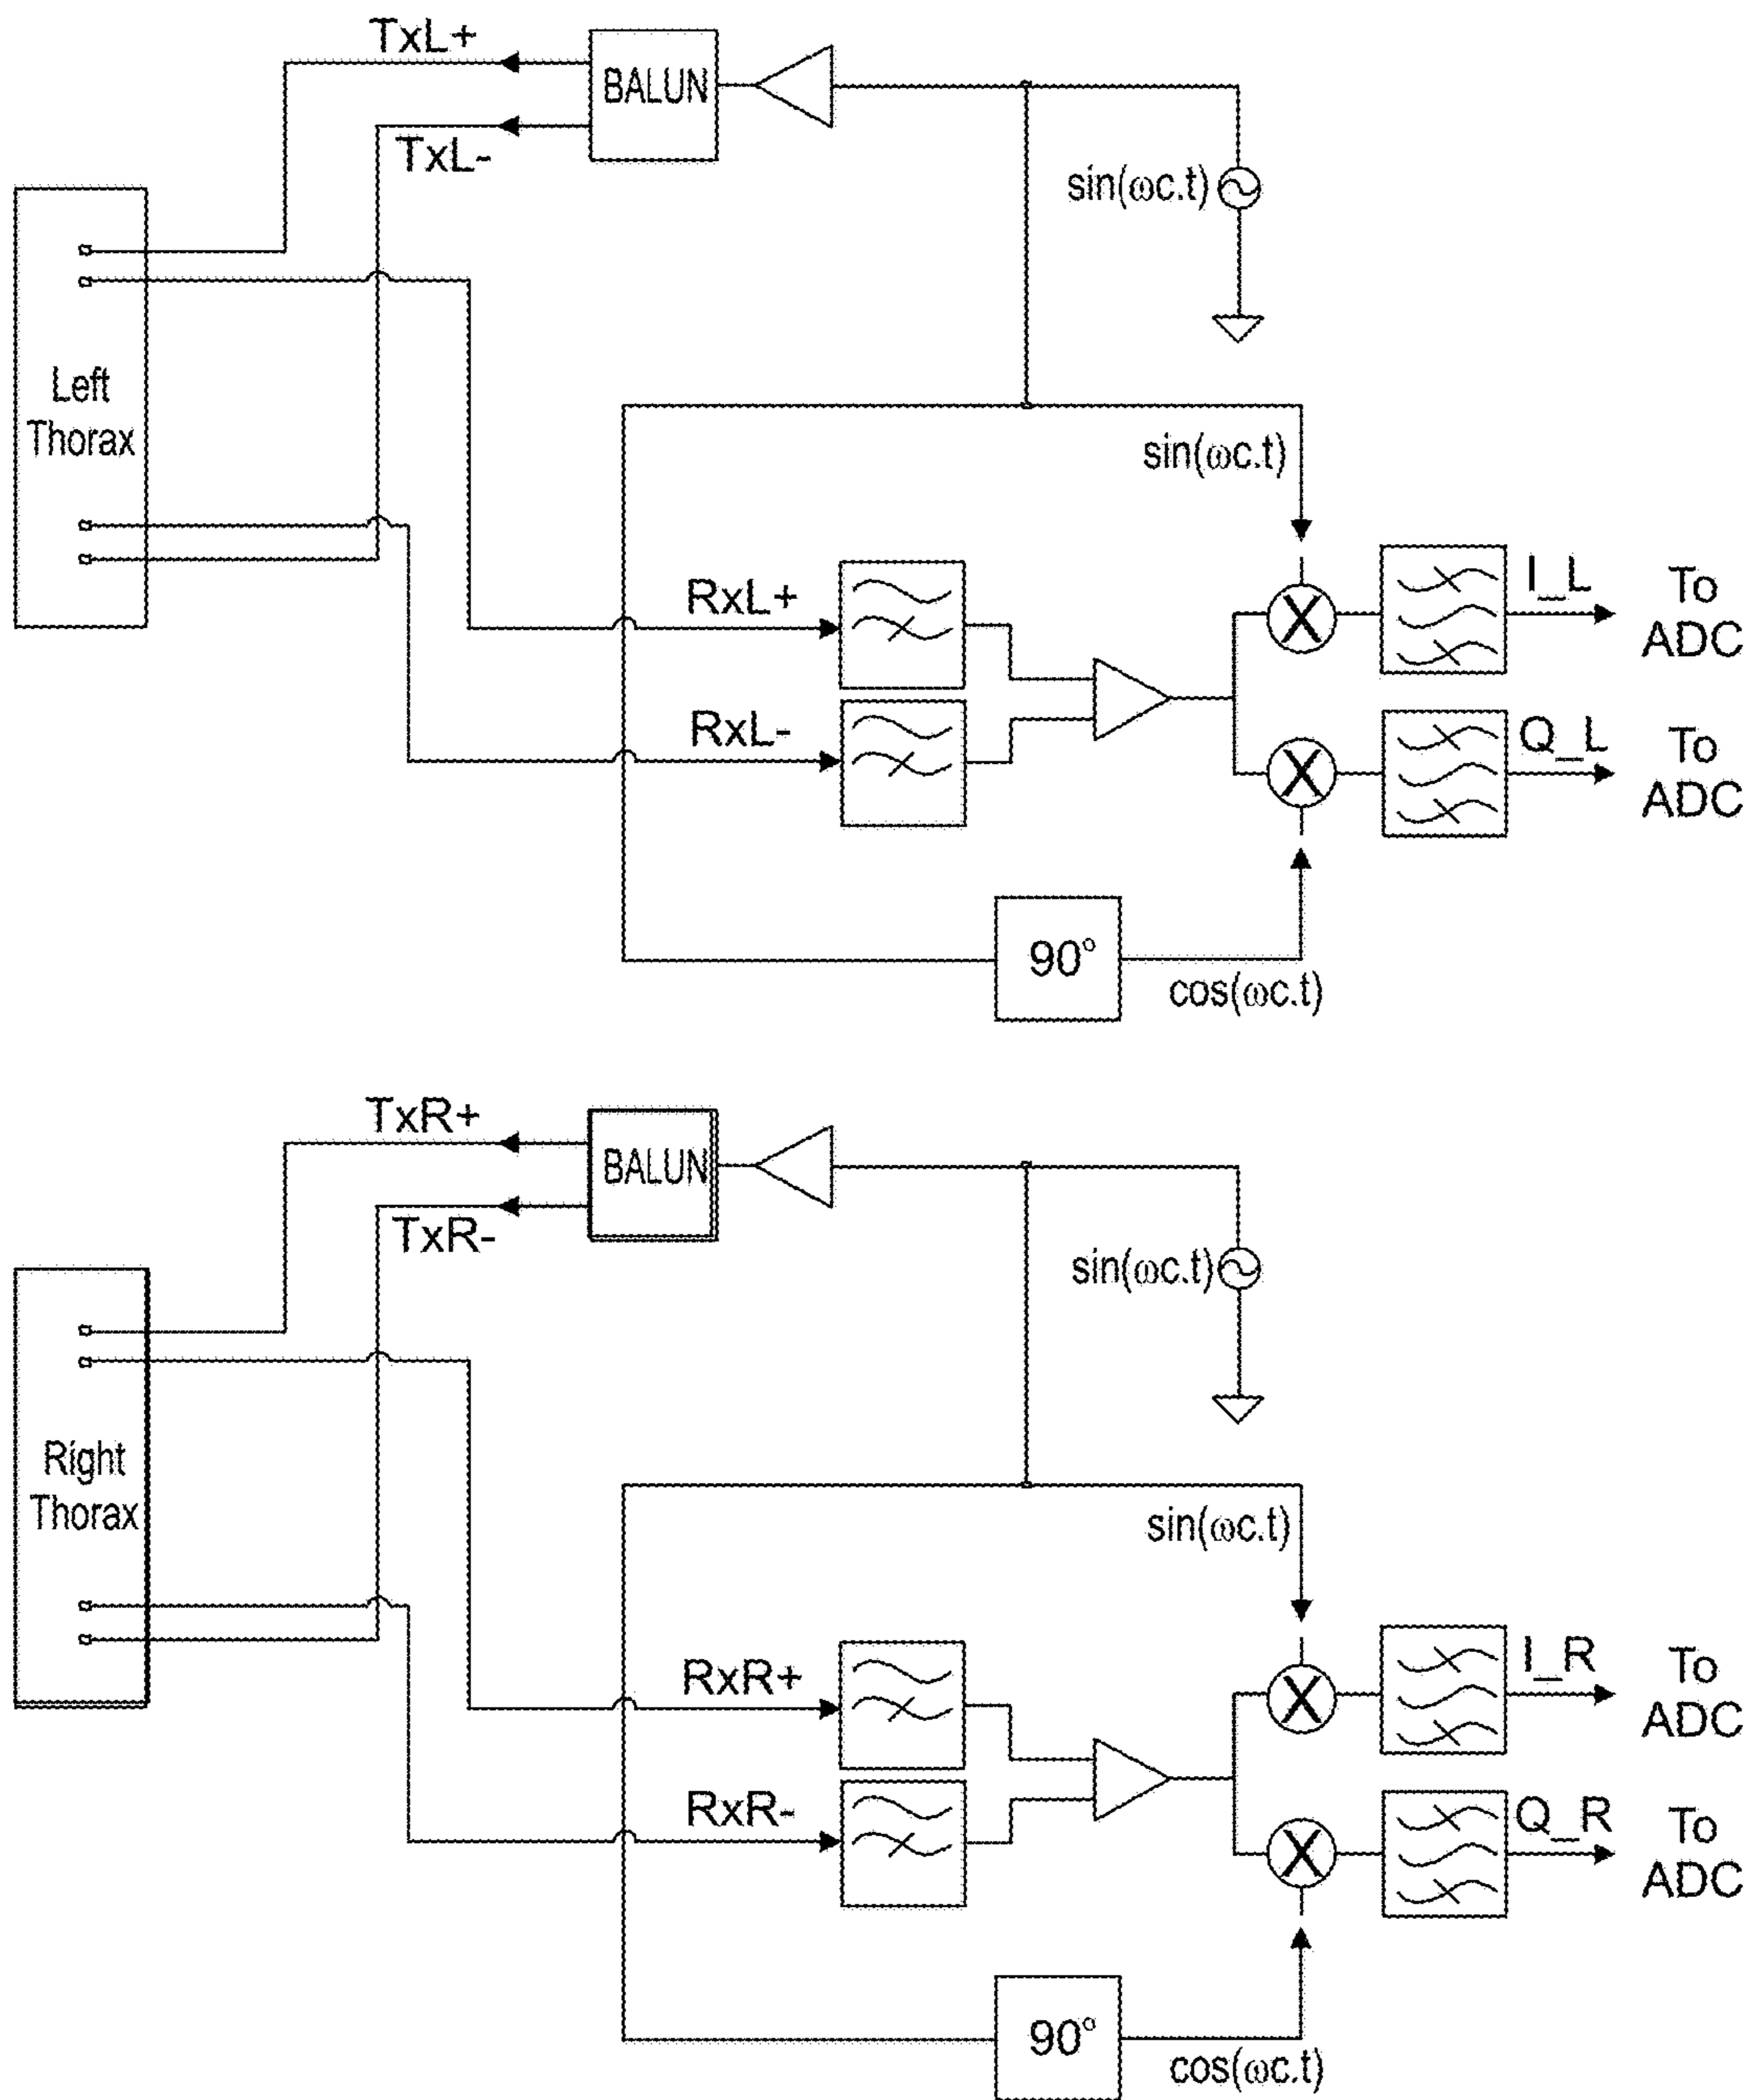 TxL+
BALUN
TxL-
sin(ωc.t)
Left
Thorax
sin(ωc.t)
RxL+
I_L
To
ADC
RxL-
Q_L
To
ADC
90°
cos(ωc.t)
TxR+
BALUN
TxR-
sin(ωc.t)
Right
Thorax
sin(ωc.t)
RxR+
I_R
To
ADC
RxR-
Q_R
To
ADC
90°
cos(ωc.t)